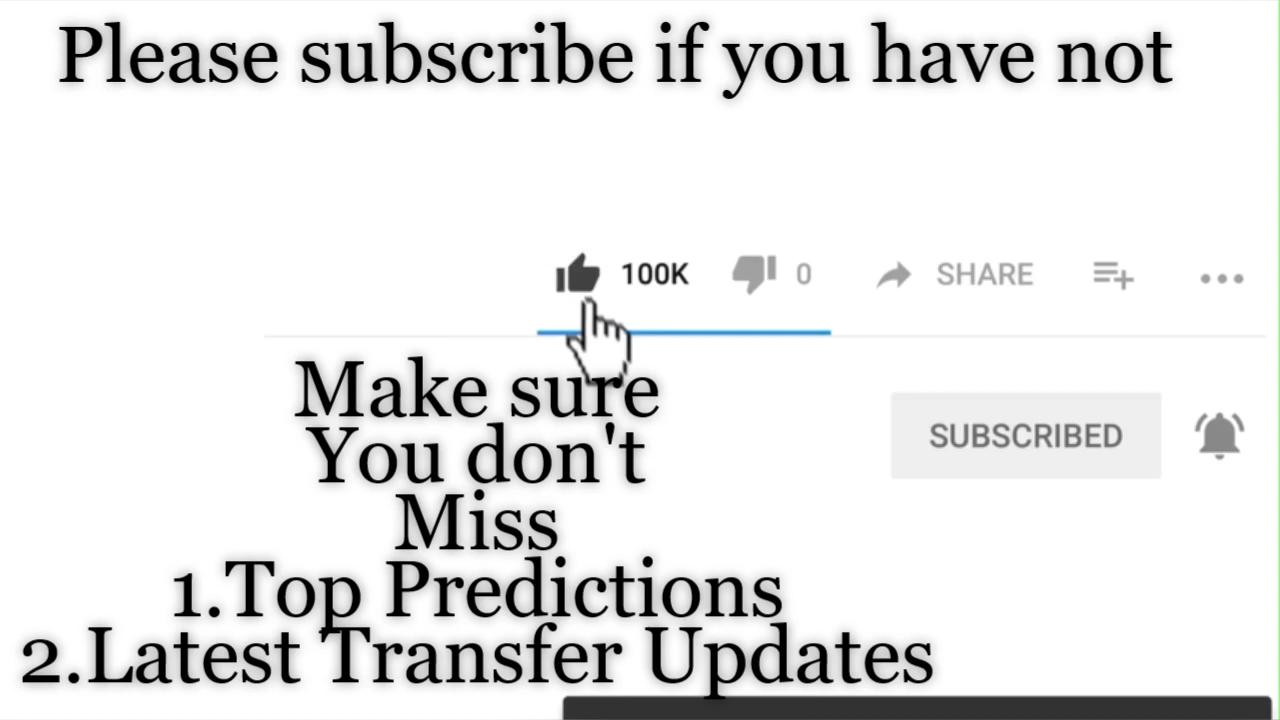 Please subscribe if you have not
100K 0 SHARE
Make sure
You don't
SUBSCRIBED
Miss
1.Top Predictions
2.Latest Transfer Updates